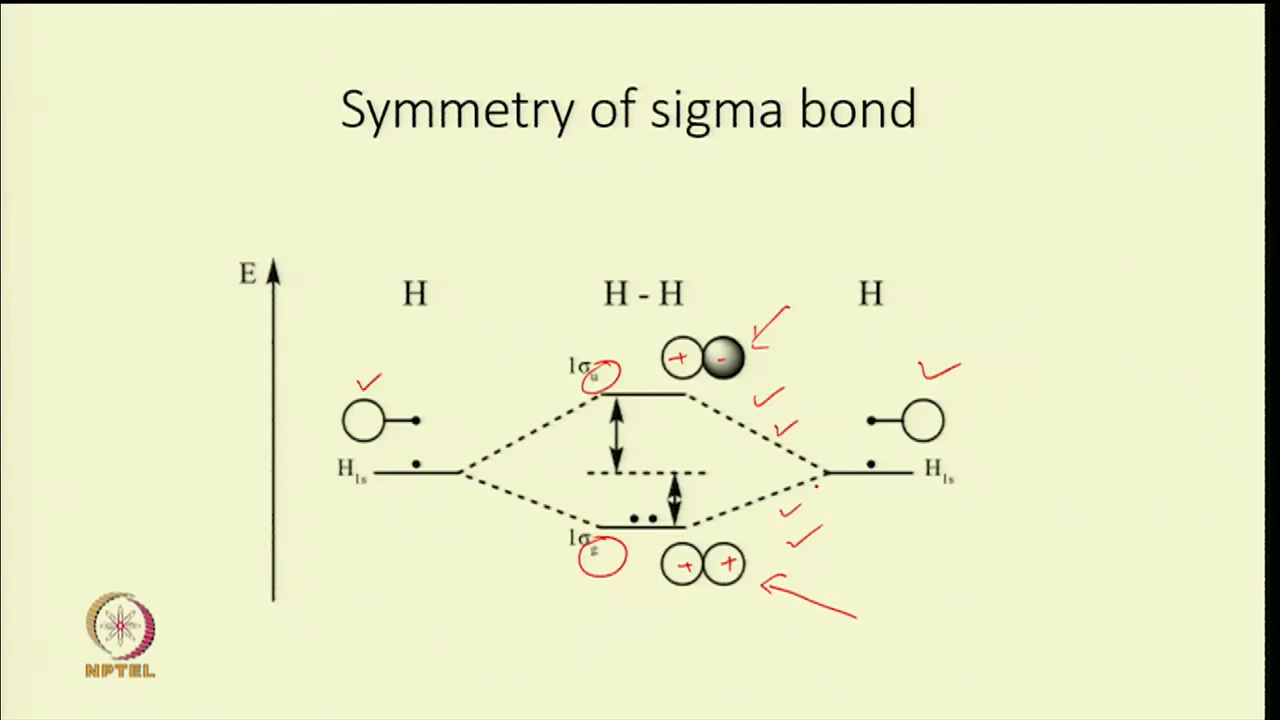 Symmetry of sigma bond
E
H
H - H
H
1σu
+ -
H1s
H1s
1σg
+ +
NPTEL